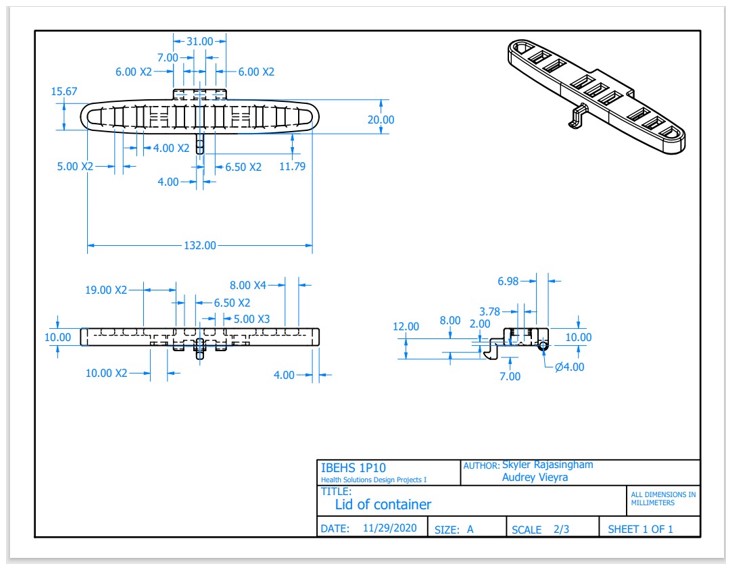 31.00
7.00
6.00 X2
6.00 X2
15.67
20.00
4.00 X2
5.00 X2
6.50 X2
11.79
4.00
132.00
19.00 X2
8.00 X4
6.50 X2
5.00 X3
10.00
10.00 X2
4.00
6.98
3.78
12.00
8.00
2.00
10.00
7.00
Ø4.00
IBEHS 1P10
Health Solutions Design Projects I
AUTHOR: Skyler Rajasingham
Audrey Vieyra
TITLE:
Lid of container
ALL DIMENSIONS IN
MILLIMETERS
DATE: 11/29/2020
SIZE: A
SCALE 2/3
SHEET 1 OF 1